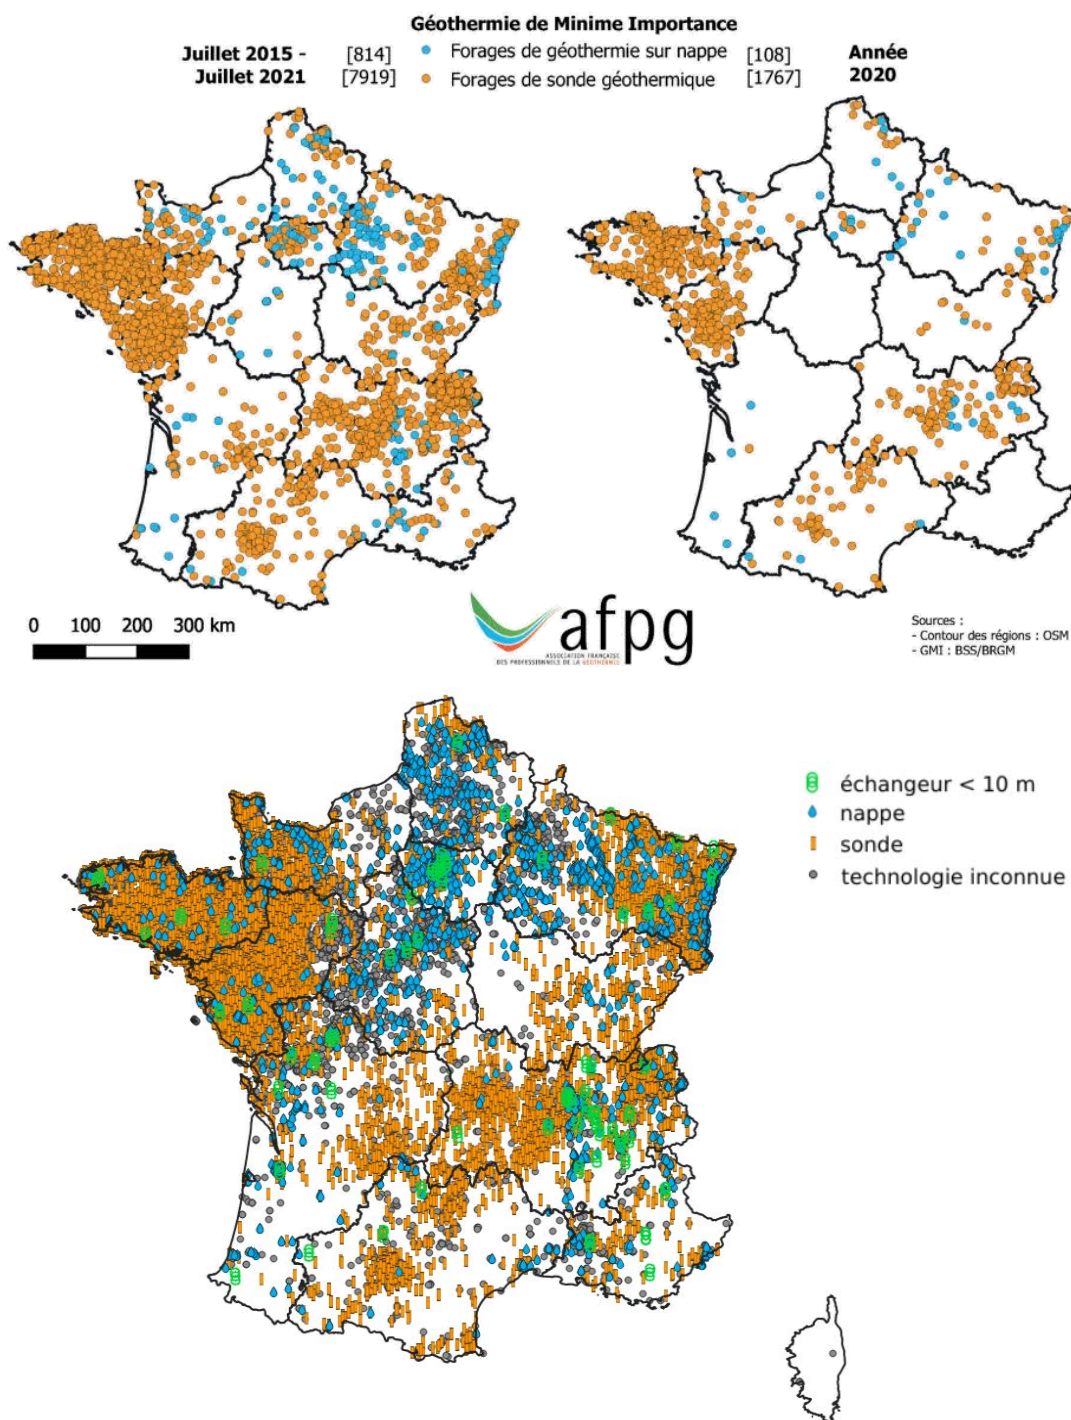 Géothermie de Minime Importance
Juillet 2015 - [814] Forages de géothermie sur nappe [108] Année
Juillet 2021 [7919] Forages de sonde géothermique [1767] 2020
0 100 200 300 km
afpg
ASSOCIATION FRANÇAISE
DES PROFESSIONNELS DE LA GÉOTHERMIE
Sources :
- Contour des régions : OSM
- GMI : BSS/BRGM
échangeur < 10 m
nappe
sonde
technologie inconnue